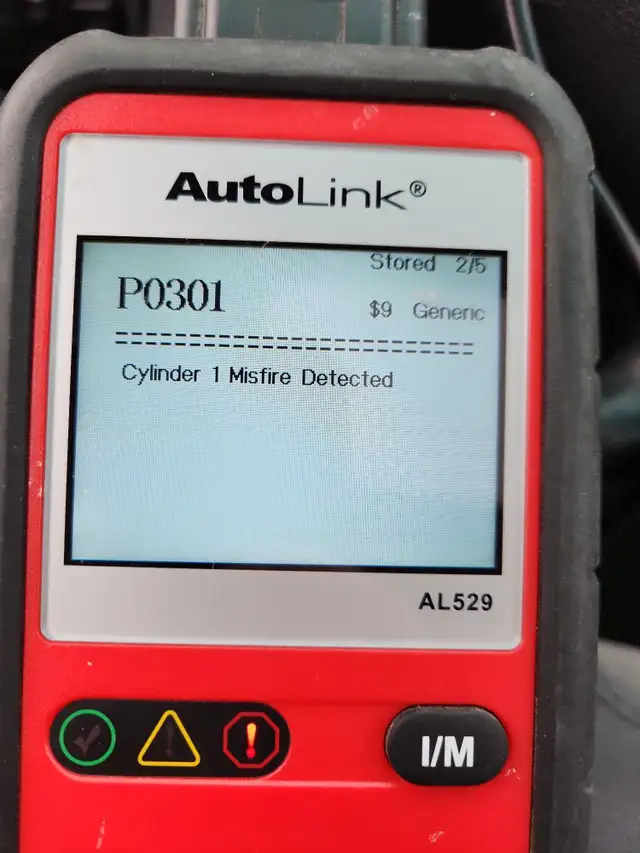 AutoLink®
Stored 2/5
P0301
$9 Generic
Cylinder 1 Misfire Detected
AL529
I/M